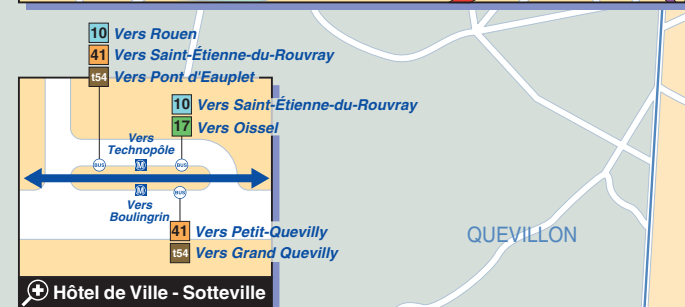 10 Vers Rouen
41 Vers Saint-Étienne-du-Rouvray
t54 Vers Pont d'Eauplet
10 Vers Saint-Étienne-du-Rouvray
17 Vers Oissel
Vers
Technopôle
BUS M BUS
M BUS
Vers
Boulingrin
41 Vers Petit-Quevilly
t54 Vers Grand Quevilly
Hôtel de Ville - Sotteville
QUEVILLON